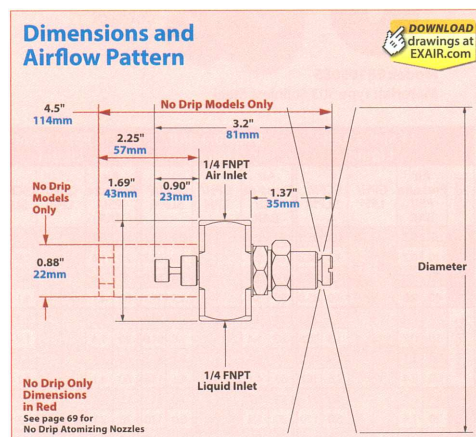 Dimensions and
Airflow Pattern
DOWNLOAD
drawings at
EXAIR.com
4.5"
114mm
No Drip Models Only
3.2"
81mm
2.25"
57mm
1/4 FNPT
Air Inlet
No Drip
Models
Only
1.69"
43mm
0.90"
23mm
1.37"
35mm
0.88"
22mm
Diameter
1/4 FNPT
Liquid Inlet
No Drip Only
Dimensions
in Red
See page 69 for
No Drip Atomizing Nozzles